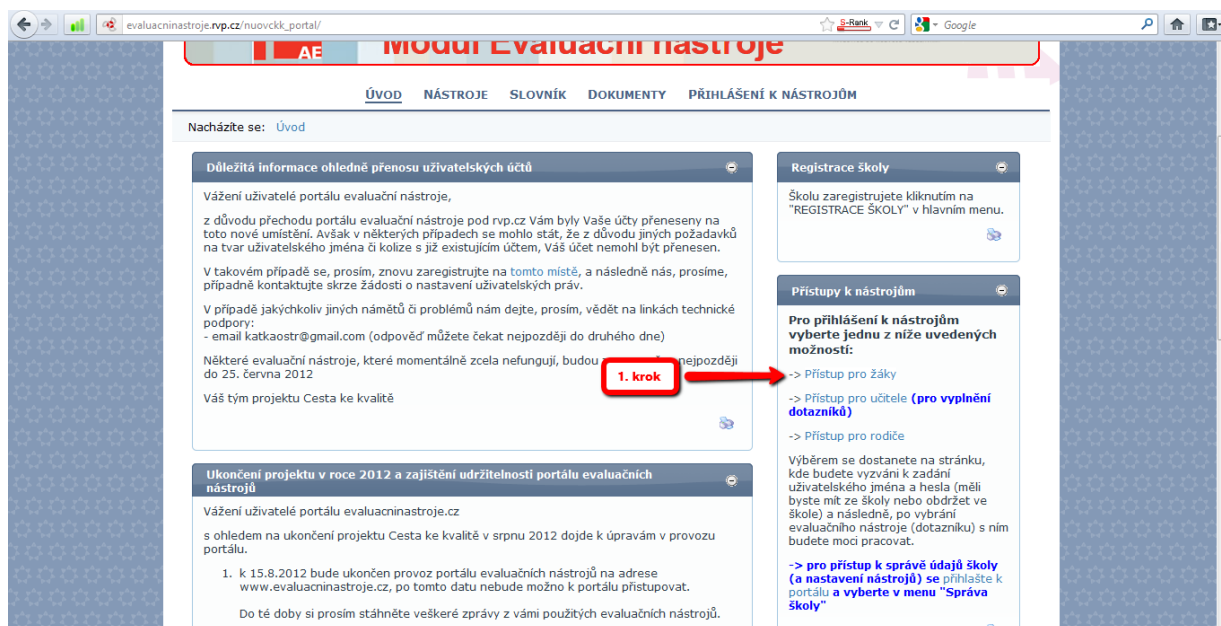 evaluacninastroje.rvp.cz/nuovckk_portal/
S-Rank
Google
AE
Modul Evaluační nástroje
ÚVOD NÁSTROJE SLOVNÍK DOKUMENTY PŘIHLÁŠENÍ K NÁSTROJŮM
Nacházíte se: Úvod
Důležitá informace ohledně přenosu uživatelských účtů
Vážení uživatelé portálu evaluační nástroje,
z důvodu přechodu portálu evaluační nástroje pod rvp.cz Vám byly Vaše účty přeneseny na
toto nové umístění. Avšak v některých případech se mohlo stát, že z důvodu jiných požadavků
na tvar uživatelského jména či kolize s již existujícím účtem, Váš účet nemohl být přenesen.
V takovém případě se, prosím, znovu zaregistrujte na tomto místě, a následně nás, prosíme,
případně kontaktujte skrze žádosti o nastavení uživatelských práv.
V případě jakýchkoliv jiných námětů či problémů nám dejte, prosím, vědět na linkách technické
podpory:
- email katkaostr@gmail.com (odpověď můžete čekat nejpozději do druhého dne)
Některé evaluační nástroje, které momentálně zcela nefungují, budou nejpozději
do 25. června 2012
1. krok
Váš tým projektu Cesta ke kvalitě
Ukončení projektu v roce 2012 a zajištění udržitelnosti portálu evaluačních
nástrojů
Vážení uživatelé portálu evaluacninastroje.cz
s ohledem na ukončení projektu Cesta ke kvalitě v srpnu 2012 dojde k úpravám v provozu
portálu.
1. k 15.8.2012 bude ukončen provoz portálu evaluačních nástrojů na adrese
www.evaluacninastroje.cz, po tomto datu nebude možno k portálu přistupovat.
Do té doby si prosím stáhněte veškeré zprávy z vámi použitých evaluačních nástrojů.
Registrace školy
Školu zaregistrujete kliknutím na
"REGISTRACE ŠKOLY" v hlavním menu.
Přístupy k nástrojům
Pro přihlášení k nástrojům
vyberte jednu z níže uvedených
možností:
-> Přístup pro žáky
-> Přístup pro učitele (pro vyplnění
dotazníků)
-> Přístup pro rodiče
Výběrem se dostanete na stránku,
kde budete vyzváni k zadání
uživatelského jména a hesla (měli
byste mít ze školy nebo obdržet ve
škole) a následně, po vybrání
evaluačního nástroje (dotazníku) s ním
budete moci pracovat.
-> pro přístup k správě údajů školy
(a nastavení nástrojů) se přihlašte k
portálu a vyberte v menu "Správa
školy"